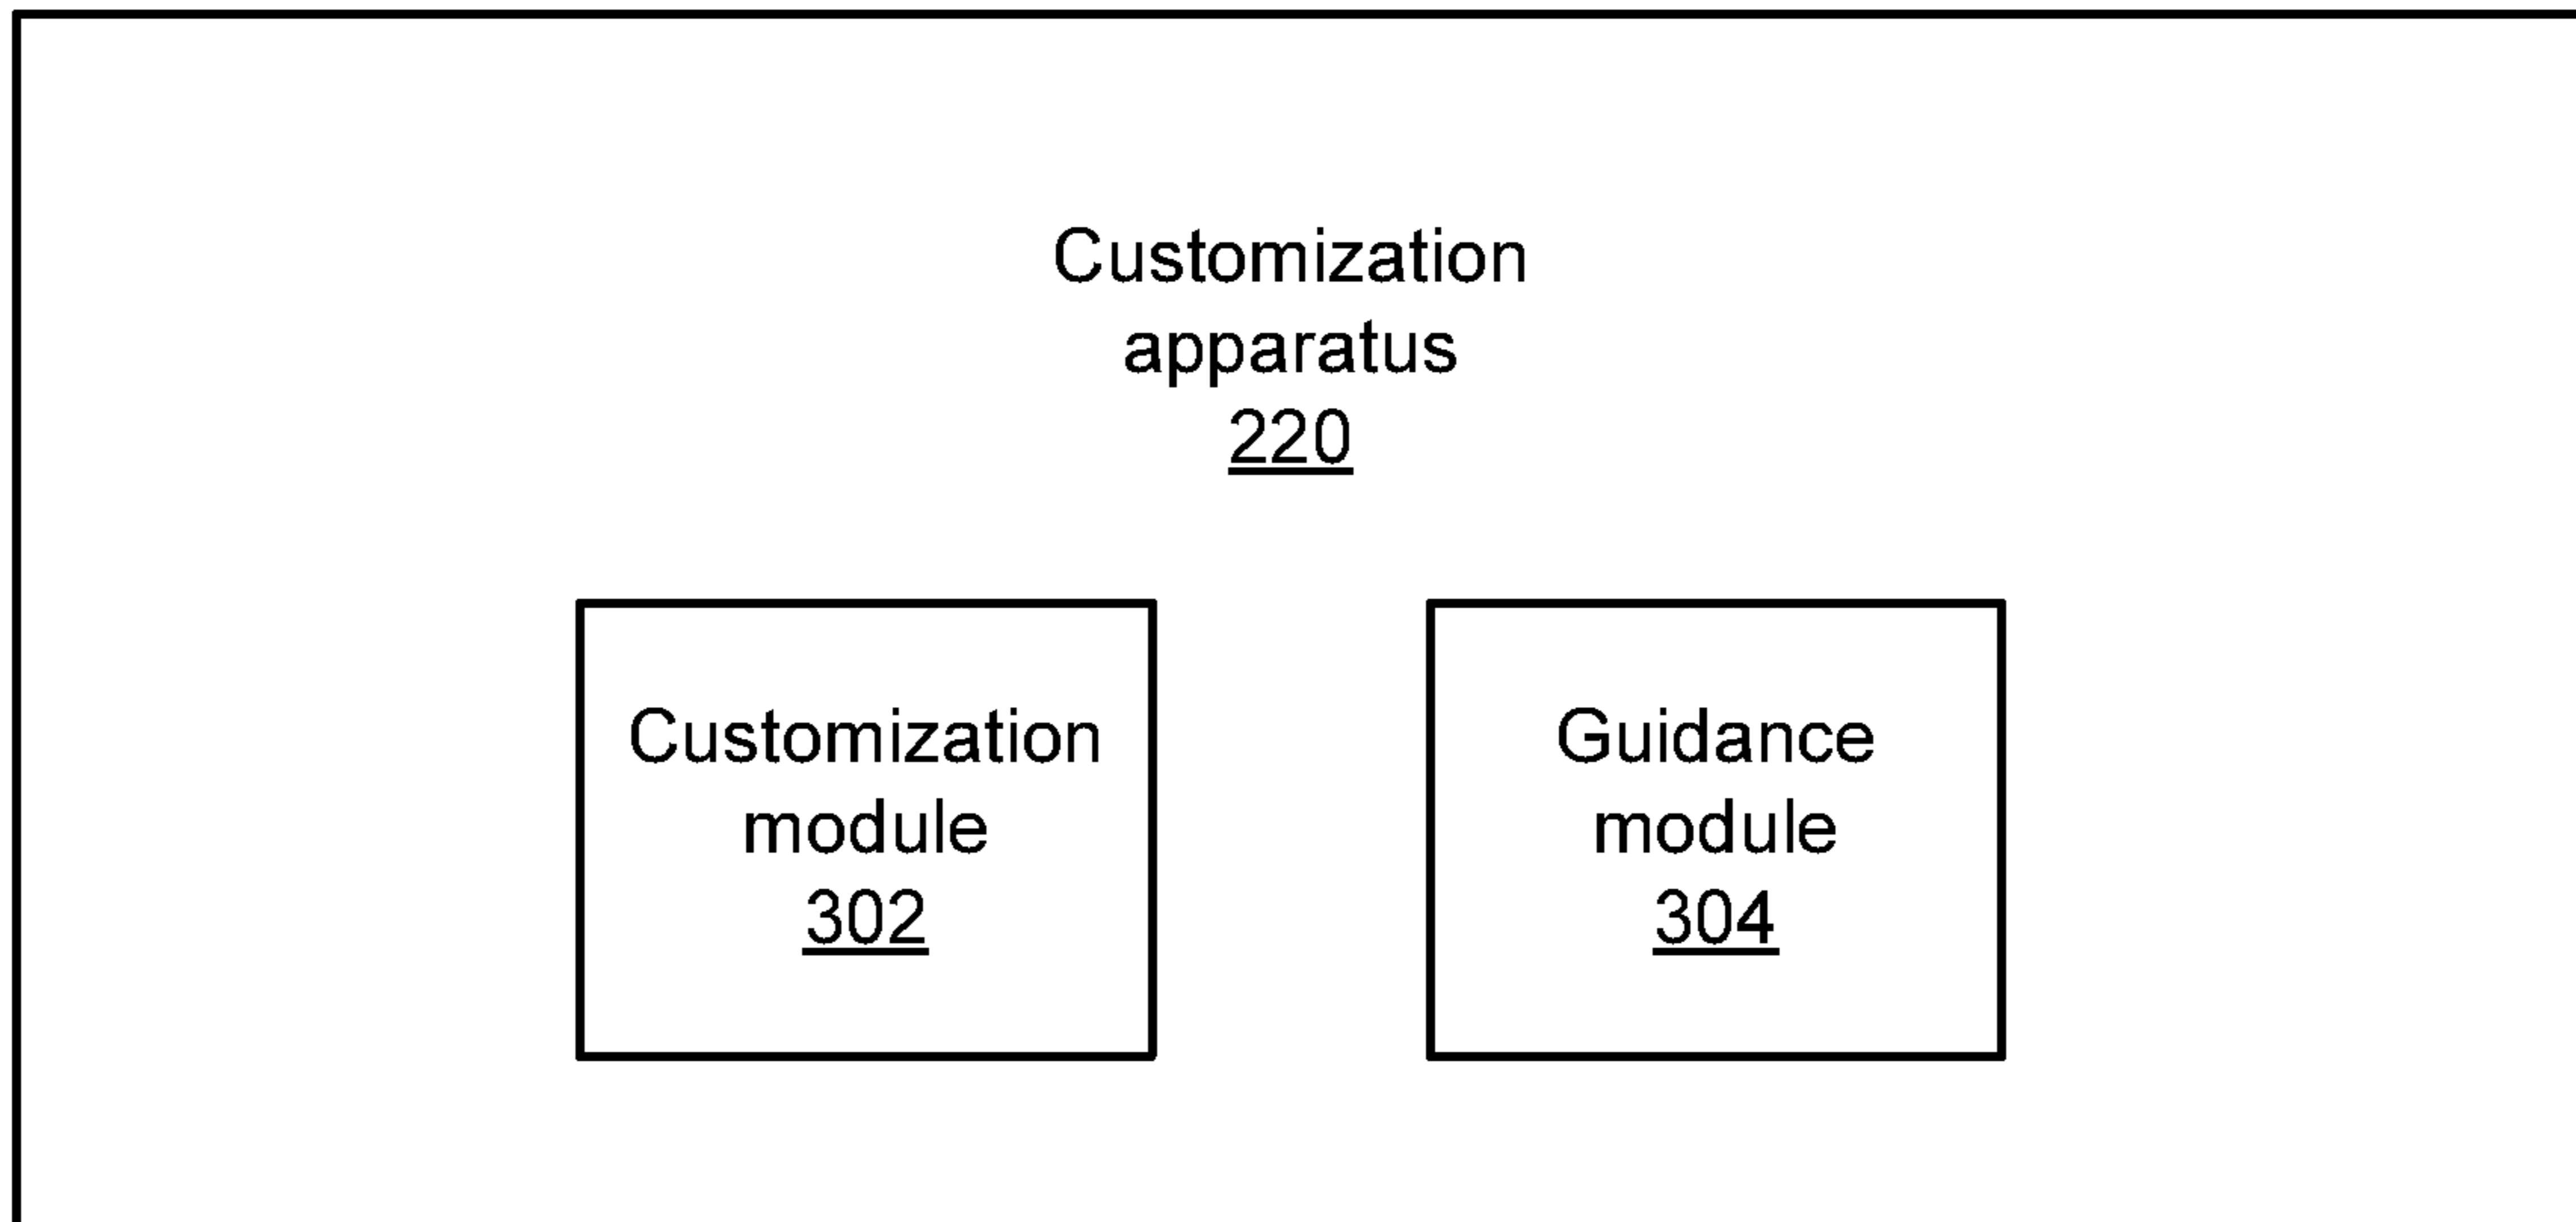 Customization
apparatus
220
Customization
module
302
Guidance
module
304